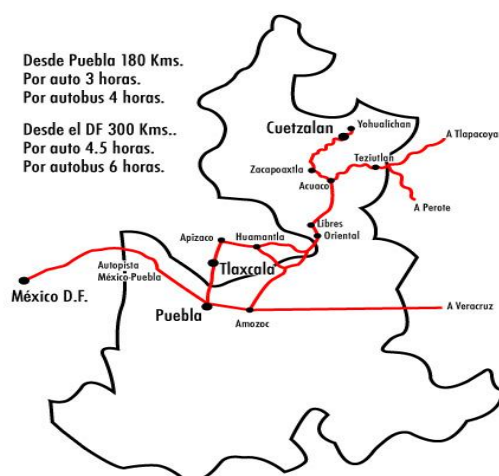 Desde Puebla 180 Kms.
Por auto 3 horas.
Por autobus 4 horas.
Desde el DF 300 Kms..
Por auto 4.5 horas.
Por autobus 6 horas.
Yohualichan
Cuetzalan
A Tlapacoya
Teziutlan
Zacapoaxtla
Acuaco
A Perote
Libres
Oriental
Apizaco
Huamantla
Tlaxcala
Autopista
México-Puebla
México D.F.
Puebla
Amozoc
A Veracruz